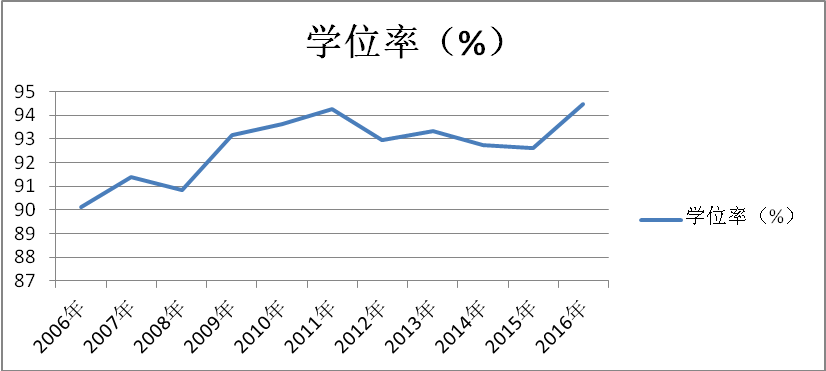 学位率（%）
95
94
93
92
91
90
89
88
87
2006年
2007年
2008年
2009年
2010年
2011年
2012年
2013年
2014年
2015年
2016年
学位率（%）